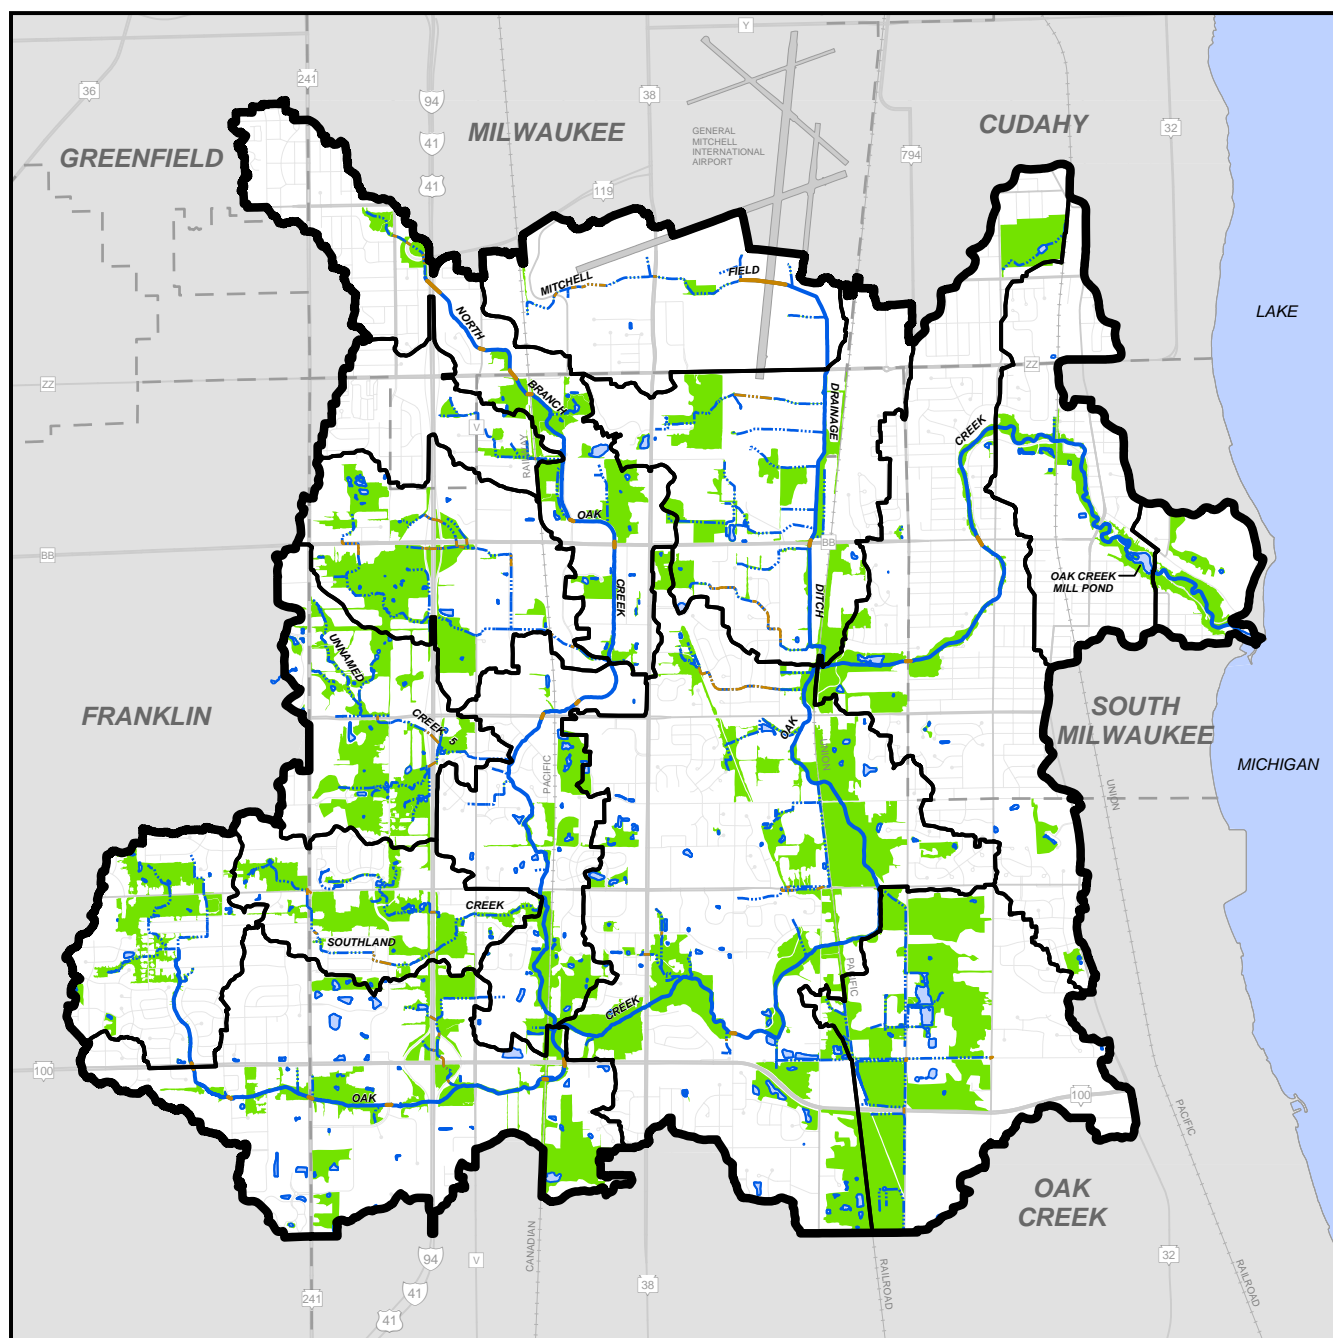 Y
36
241
94
38
MILWAUKEE
CUDAHY
GENERAL
MITCHELL
INTERNATIONAL
AIRPORT
32
41
GREENFIELD
794
41
119
MITCHELL
FIELD
NORTH
LAKE
ZZ
ZZ
BRANCH
DRAINAGE
V
CREEK
RAILWAY
OAK
BB
BB
OAK CREEK
MILL POND
CREEK
DITCH
UNNAMED
FRANKLIN
SOUTH
MILWAUKEE
CREEK 5
OAK
UNION
PACIFIC
MICHIGAN
UNION
CREEK
SOUTHLAND
PACIFIC
CREEK
100
OAK
100
PACIFIC
OAK
CREEK
CANADIAN
94
V
32
RAILROAD
RAILROAD
38
241
41
41